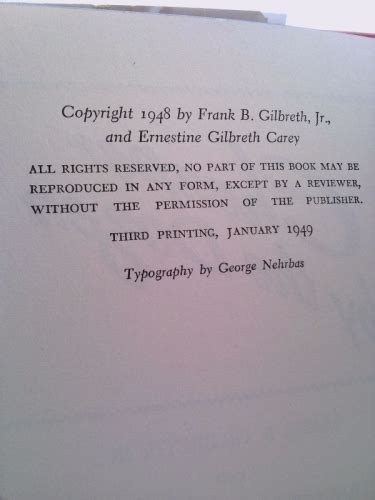 Copyright 1948 by Frank B. Gilbreth, Jr.,
and Ernestine Gilbreth Carey
ALL RIGHTS RESERVED, NO PART OF THIS BOOK MAY BE
REPRODUCED IN ANY FORM, EXCEPT BY A REVIEWER,
WITHOUT THE PERMISSION OF THE PUBLISHER.
THIRD PRINTING, JANUARY 1949
Typography by George Nehrbas